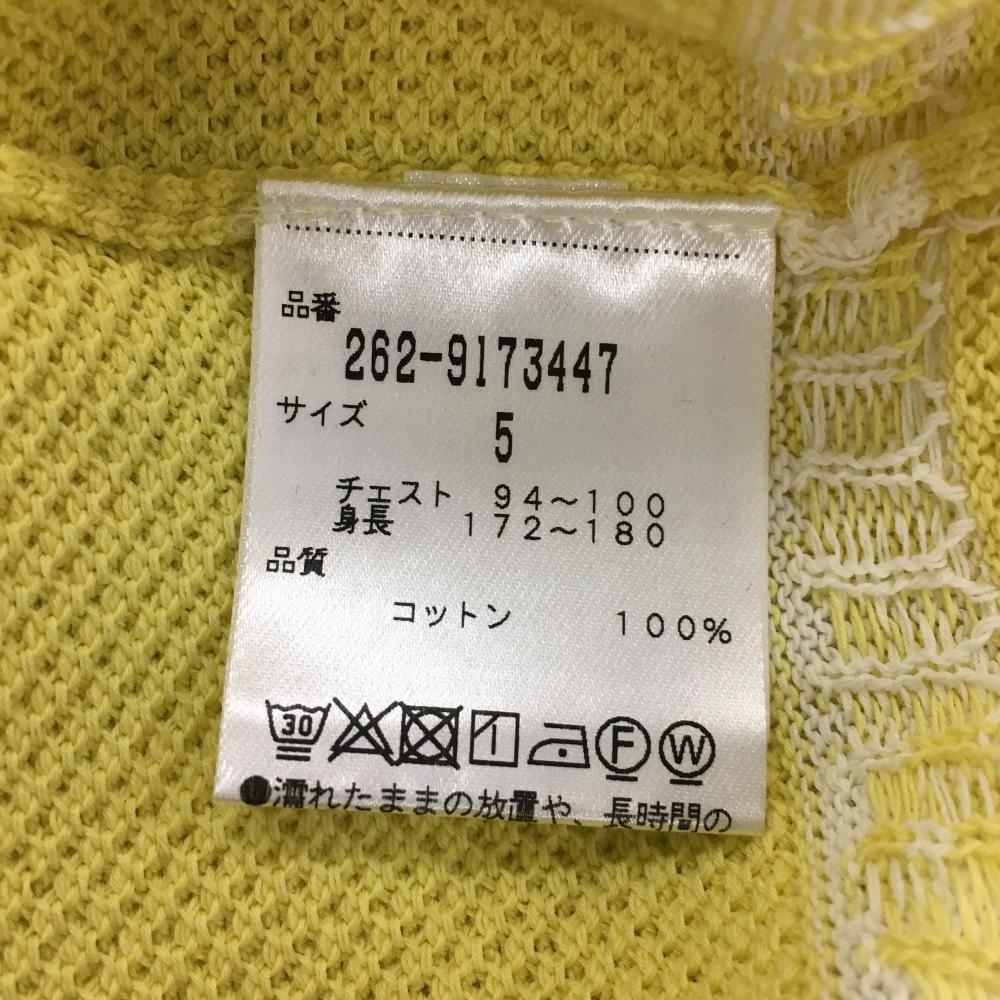 品番
262-9173447
サイズ
5
チェスト 94～100
身長 172～180
品質
コットン 100%
30 F W
●濡れたままの放置や、長時間の